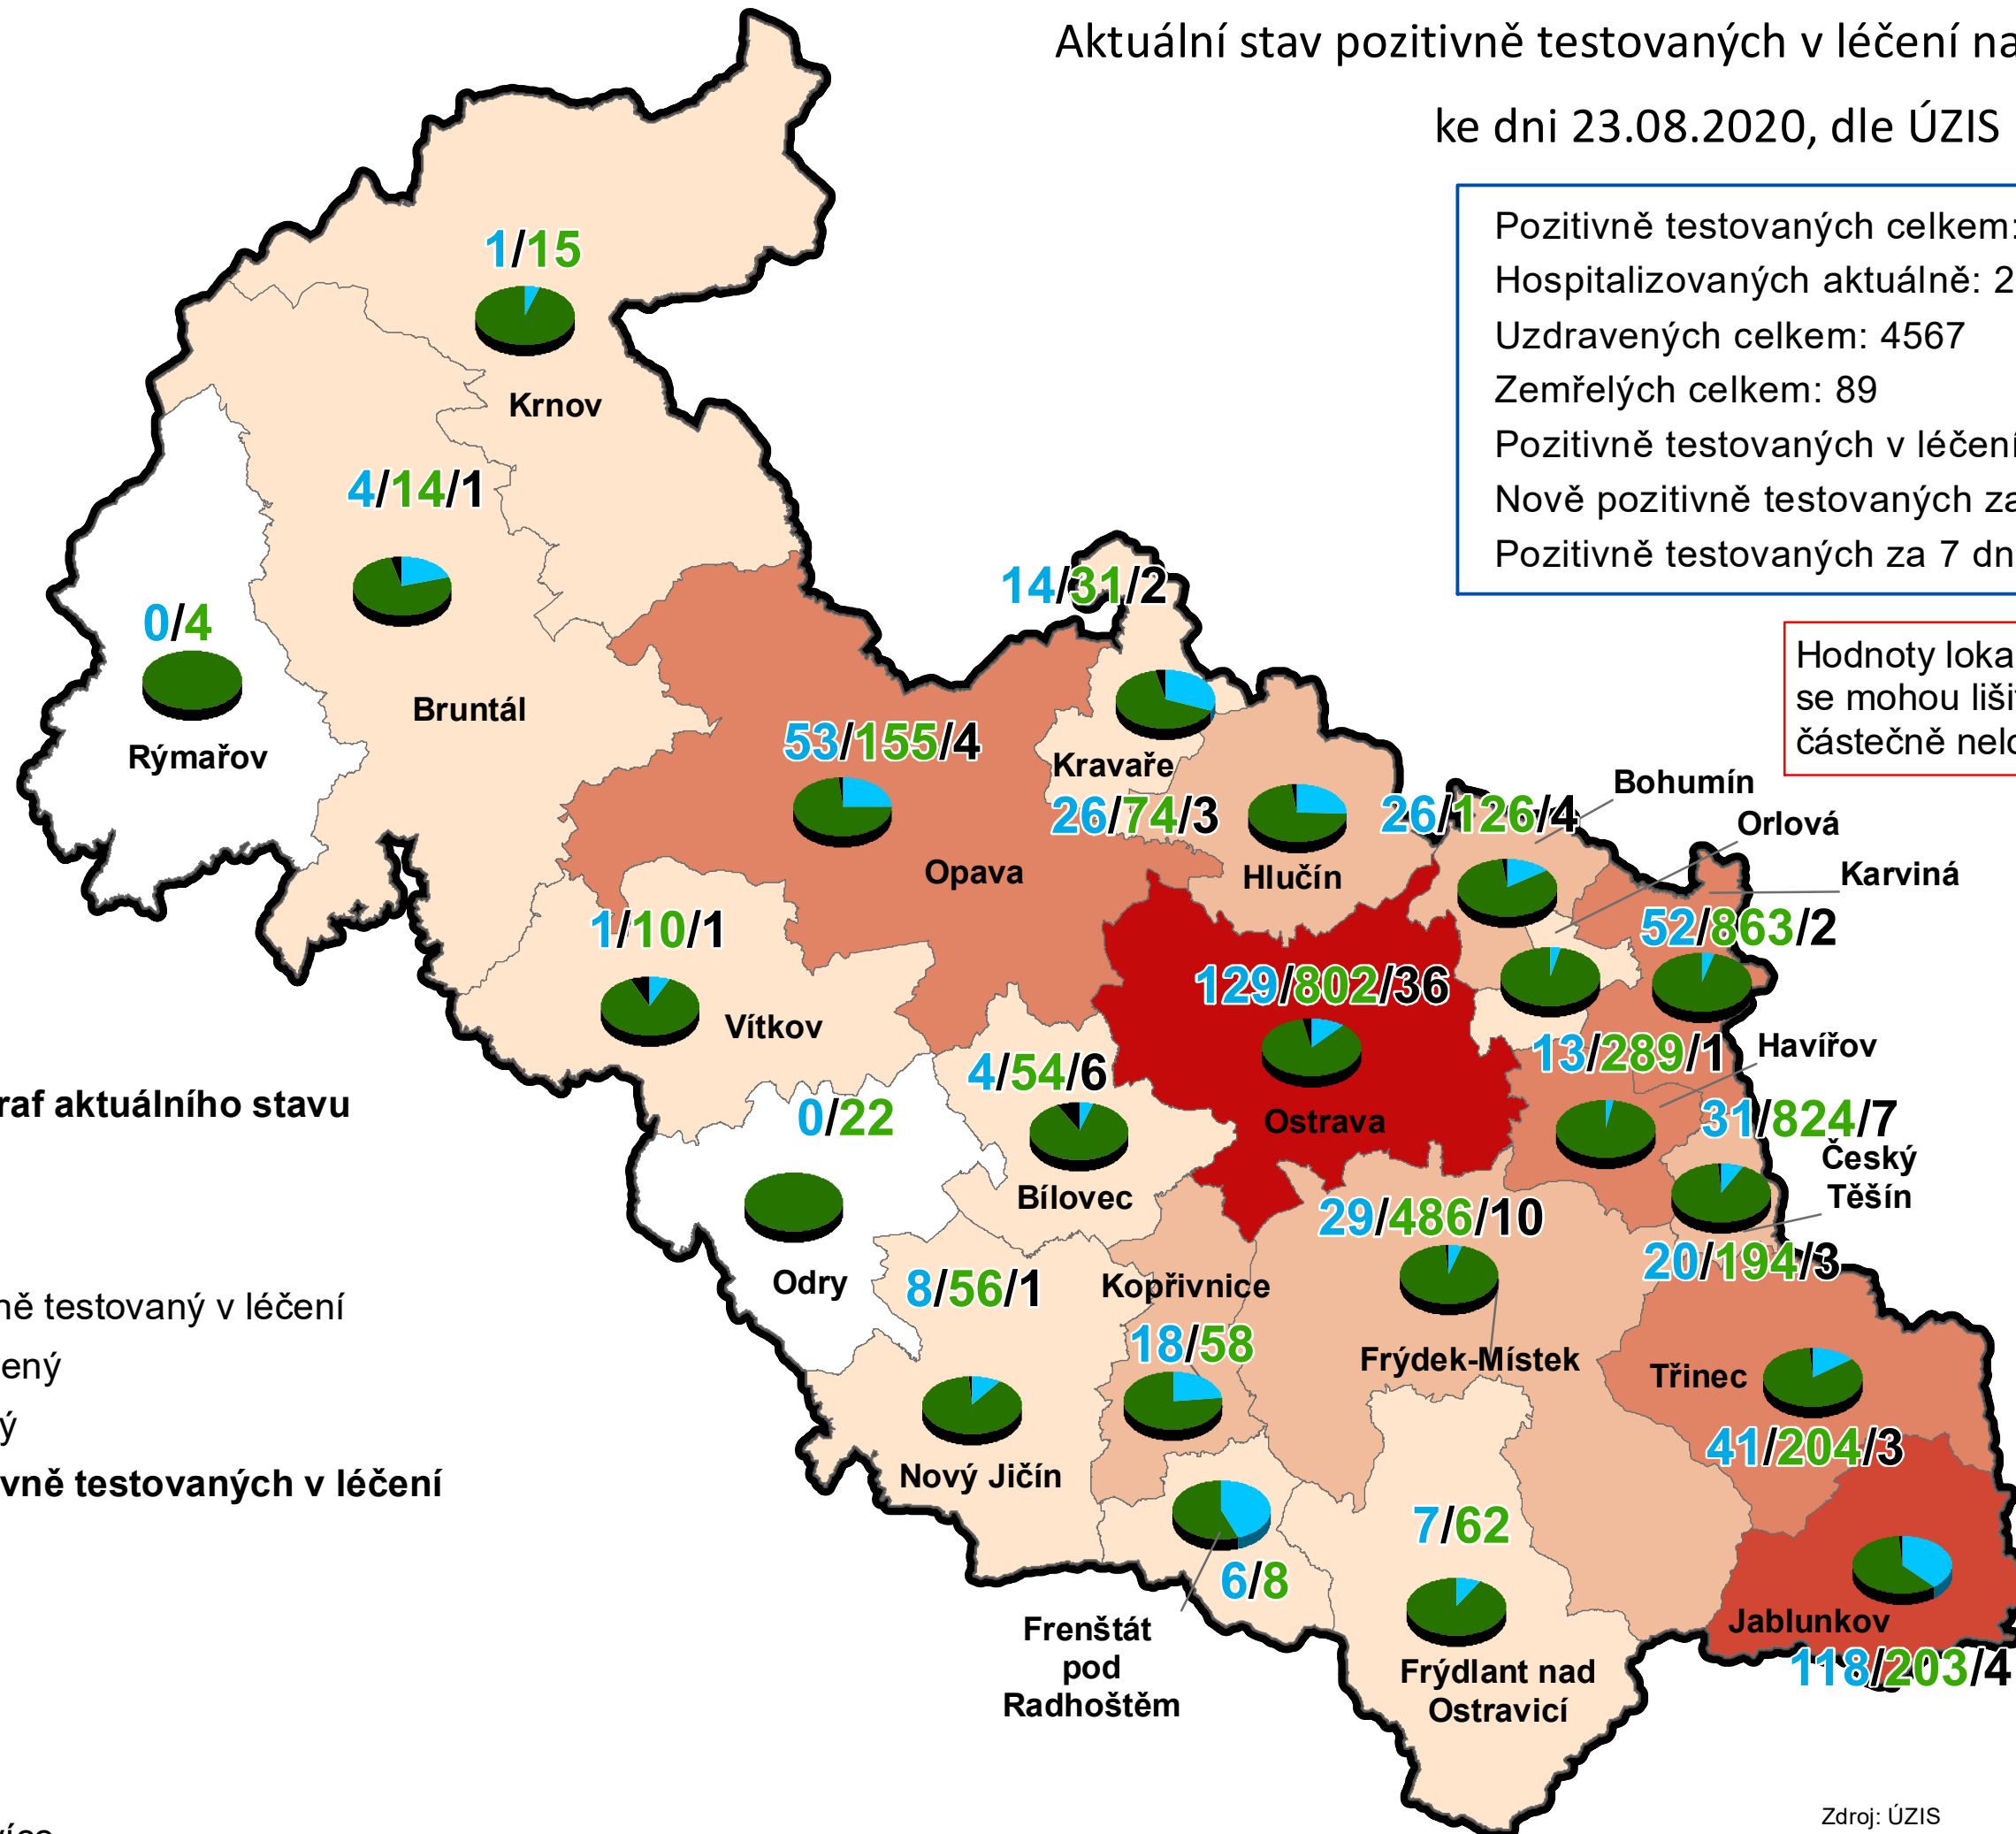 Aktuální stav pozitivně testovaných v léčení na
ke dni 23.08.2020, dle ÚZIS
Pozitivně testovaných celkem:
Hospitalizovaných aktuálně: 2
Uzdravených celkem: 4567
Zemřelých celkem: 89
Pozitivně testovaných v léčení
Nově pozitivně testovaných za
Pozitivně testovaných za 7 dn
Hodnoty loka
se mohou liši
částečně nelo
1/15
Krnov
4/14/1
Bruntál
0/4
Rýmařov
14/31/2
Kravaře
53/155/4
Opava
26/74/3
Hlučín
26/126/4
Bohumín
Orlová
Karviná
52/863/2
1/10/1
Vítkov
129/802/36
Ostrava
13/289/1
Havířov
31/824/7
Český
Těšín
20/194/3
4/54/6
Bílovec
0/22
Odry
8/56/1
Nový Jičín
Kopřivnice
18/58
29/486/10
Frýdek-Místek
Třinec
41/204/3
6/8
Frenštát
pod
Radhoštěm
7/62
Frýdlant nad
Ostravicí
Jablunkov
118/203/4
raf aktuálního stavu
ně testovaný v léčení
ený
ý
vně testovaných v léčení
Zdroj: ÚZIS